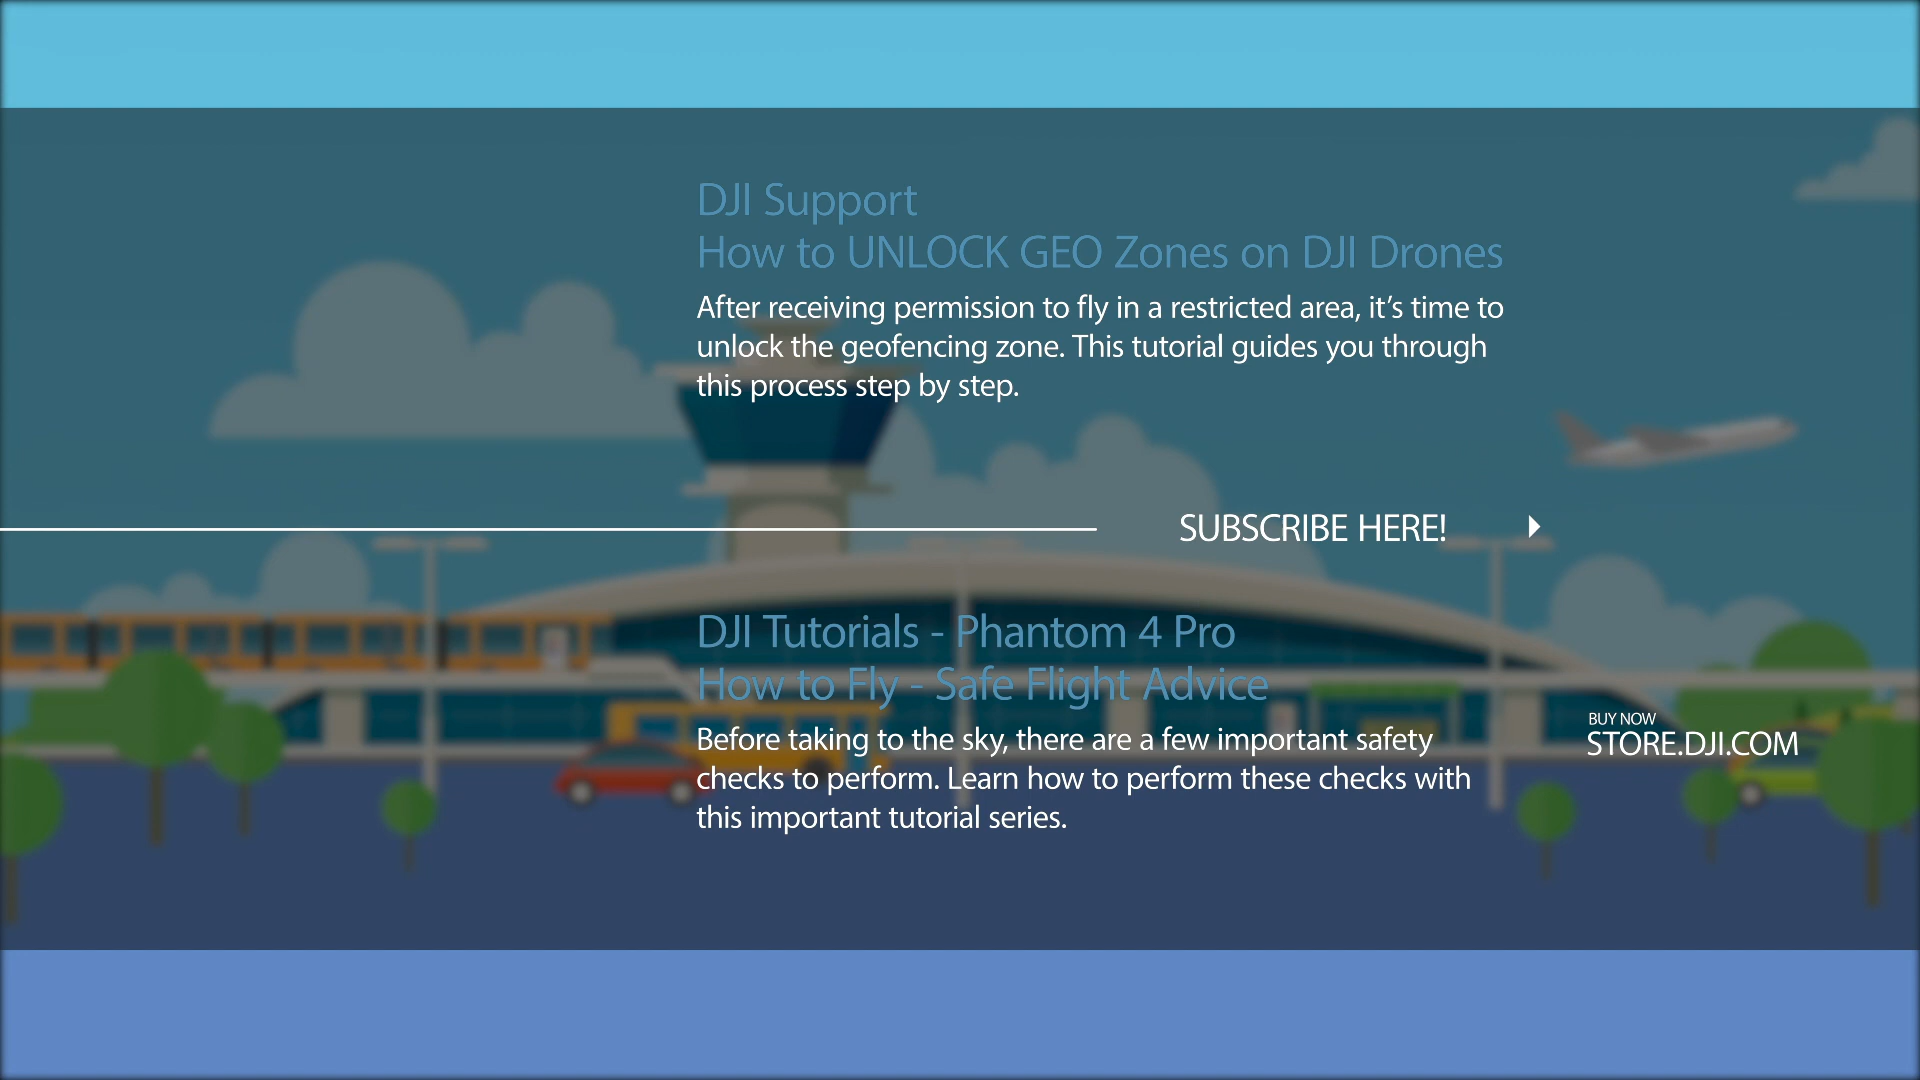 DJI Support
How to UNLOCK GEO Zones on DJI Drones
After receiving permission to fly in a restricted area, it’s time to
unlock the geofencing zone. This tutorial guides you through
this process step by step.
SUBSCRIBE HERE!
DJI Tutorials - Phantom 4 Pro
How to Fly - Safe Flight Advice
Before taking to the sky, there are a few important safety
checks to perform. Learn how to perform these checks with
this important tutorial series.
BUY NOW
STORE.DJI.COM